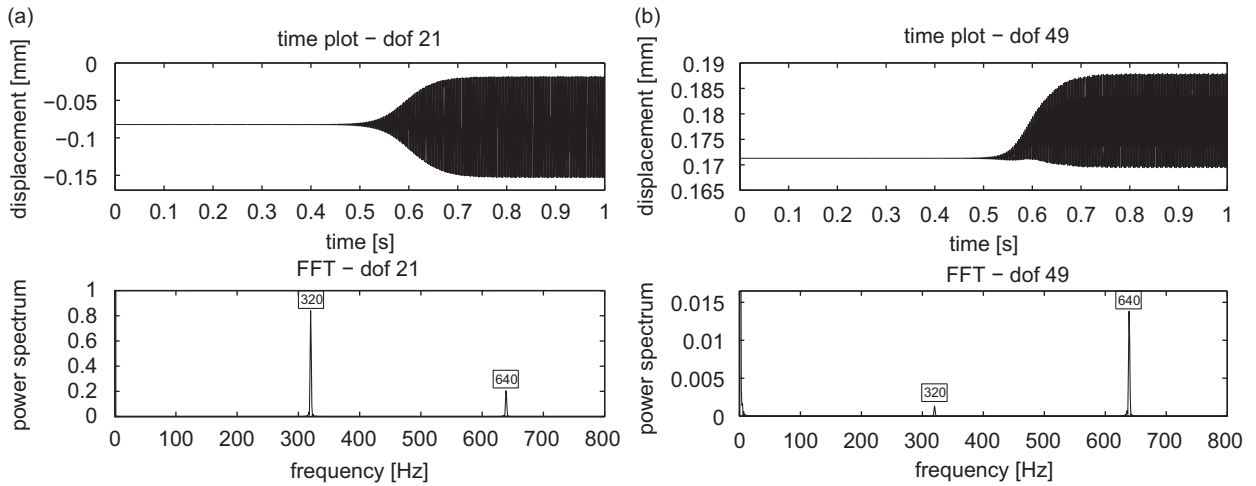 (a)
time plot − dof 21
displacement [mm]
0
−0.05
−0.1
−0.15
0 0.1 0.2 0.3 0.4 0.5 0.6 0.7 0.8 0.9 1
time [s]
FFT − dof 21
power spectrum
1
0.8
0.6
0.4
0.2
0
320
640
0 100 200 300 400 500 600 700 800
frequency [Hz]
(b)
time plot − dof 49
displacement [mm]
0.19
0.185
0.18
0.175
0.17
0.165
0 0.1 0.2 0.3 0.4 0.5 0.6 0.7 0.8 0.9 1
time [s]
FFT − dof 49
power spectrum
0.015
0.01
0.005
0
320
640
0 100 200 300 400 500 600 700 800
frequency [Hz]